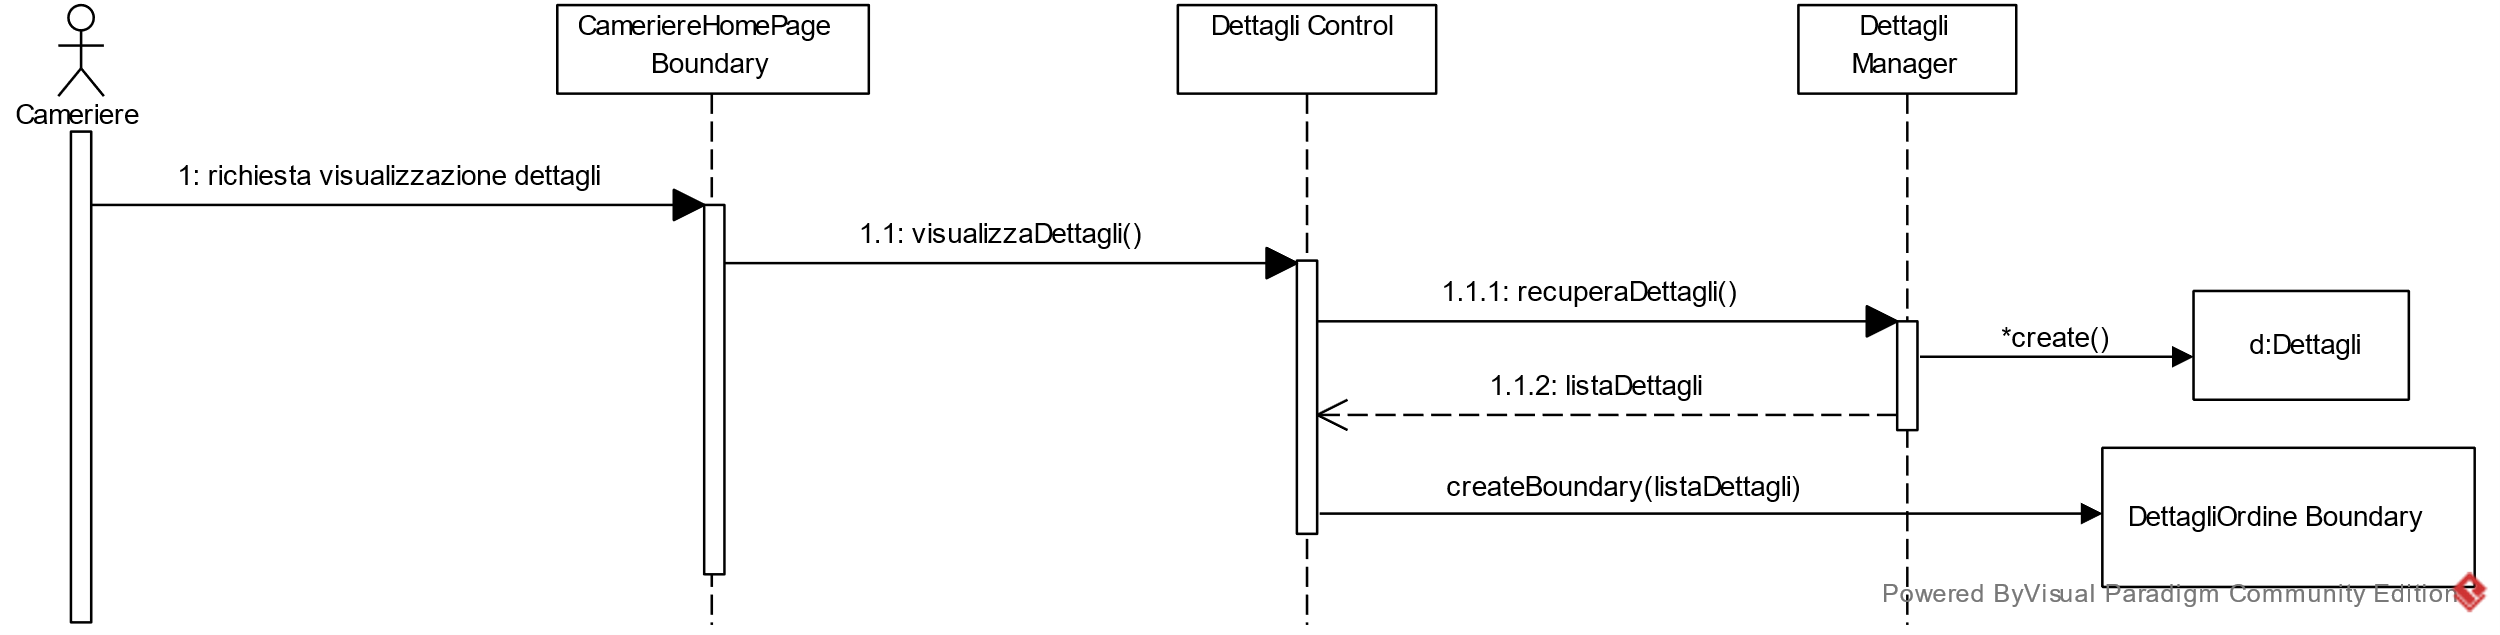 CameriereHomePage
Boundary
Dettagli Control
Dettagli
Manager
Cameriere
1: richiesta visualizzazione dettagli
1.1: visualizzaDettagli()
1.1.1: recuperaDettagli()
*create()
d:Dettagli
1.1.2: listaDettagli
createBoundary(listaDettagli)
DettagliOrdine Boundary
Powered ByVisual Paradigm Community Edition